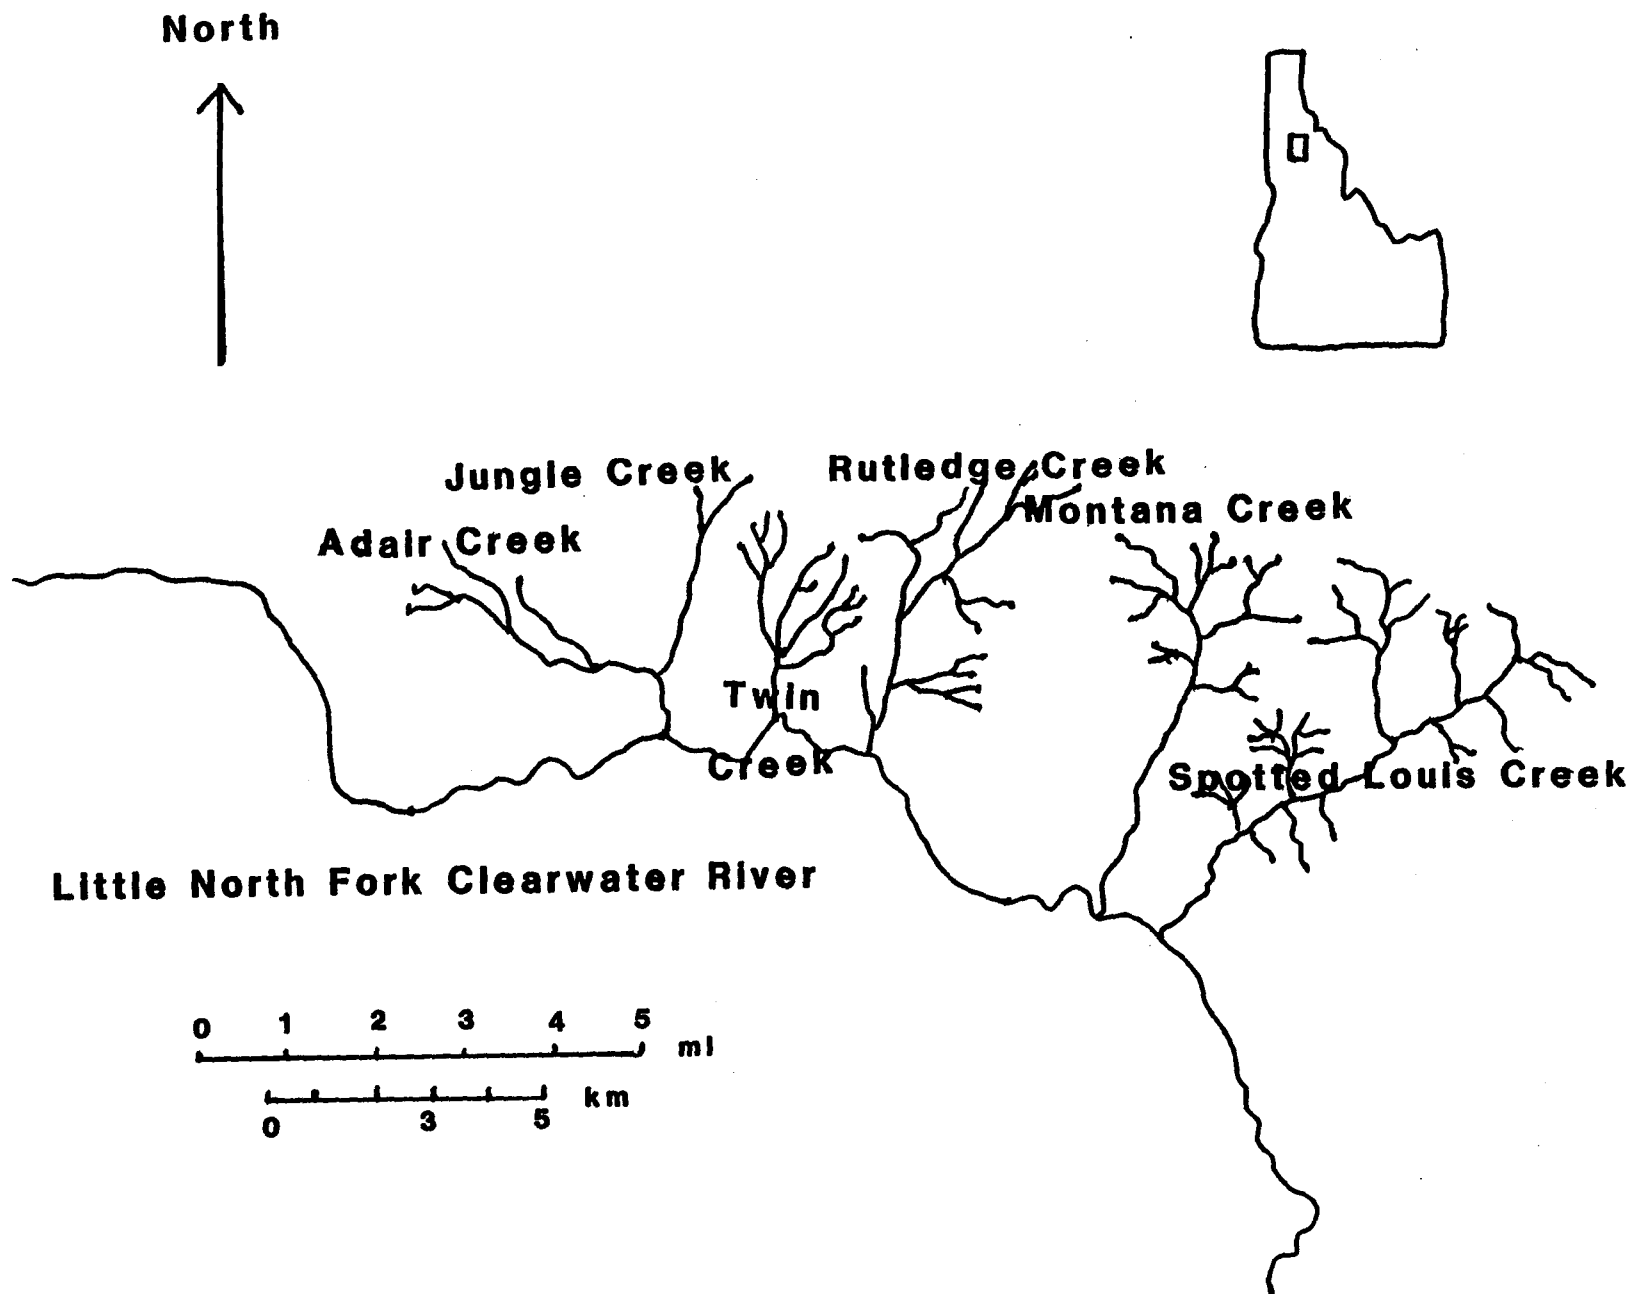 North
Jungle Creek
Rutledge Creek
Montana Creek
Adair Creek
Twin
Creek
Spotted Louis Creek
Little North Fork Clearwater River
0 1 2 3 4 5 mi
km
0 3 5